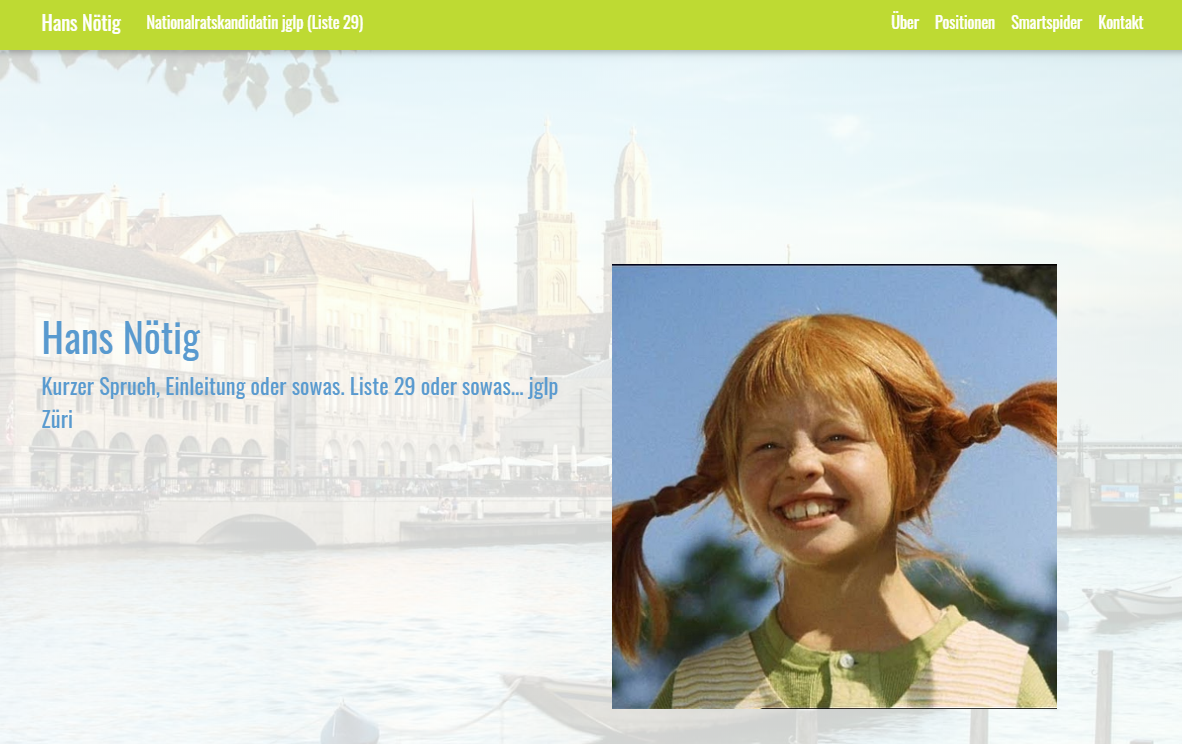 Hans Nötig
Nationalratskandidatin jglp (Liste 29)
Über
Positionen
Smartspider
Kontakt
Hans Nötig
Kurzer Spruch, Einleitung oder sowas. Liste 29 oder sowas... jglp
Züri